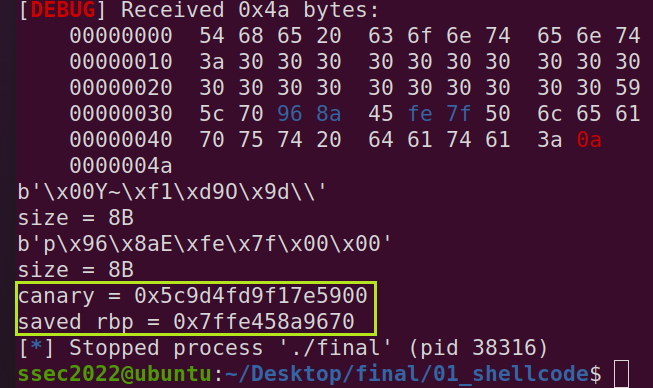 [DEBUG] Received 0x4a bytes:
00000000 54 68 65 20 63 6f 6e 74 65 6e 74
00000010 3a 30 30 30 30 30 30 30 30 30 30
00000020 30 30 30 30 30 30 30 30 30 30 59
00000030 5c 70 96 8a 45 fe 7f 50 6c 65 61
00000040 70 75 74 20 64 61 74 61 3a 0a
0000004a
b'\x00Y~\xf1\xd9O\x9d\\'
size = 8B
b'p\x96\x8aE\xfe\x7f\x00\x00'
size = 8B
canary = 0x5c9d4fd9f17e5900
saved rbp = 0x7ffe458a9670
[*] Stopped process './final' (pid 38316)
ssec2022@ubuntu:~/Desktop/final/01_shellcode$